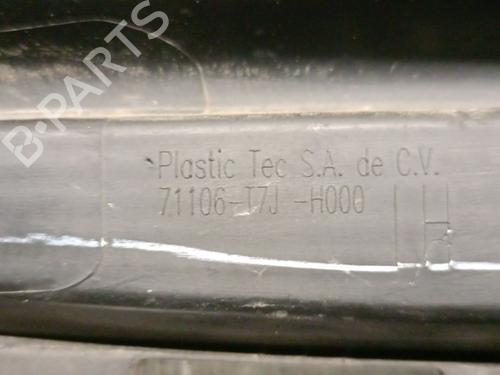 B-PARTS
Plastic Tec S.A. de C.V.
71106-T7J -H000